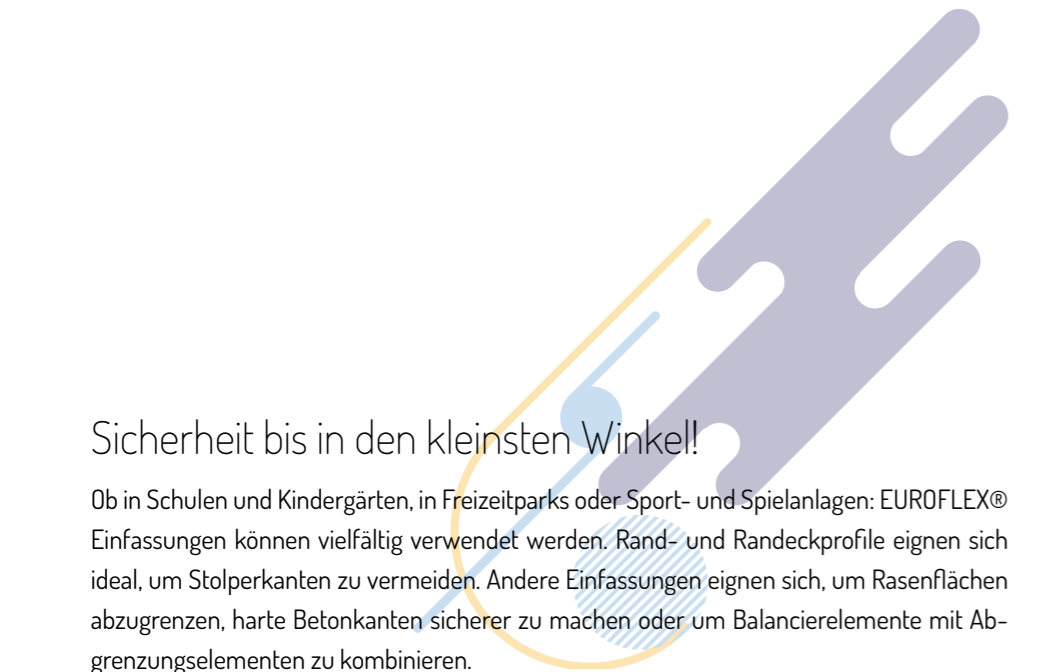 Sicherheit bis in den kleinsten Winkel!
Ob in Schulen und Kindergärten, in Freizeitparks oder Sport- und Spielanlagen: EUROFLEX®
Einfassungen können vielfältig verwendet werden. Rand- und Randeckprofile eignen sich
ideal, um Stolperkanten zu vermeiden. Andere Einfassungen eignen sich, um Rasenflächen
abzugrenzen, harte Betonkanten sicherer zu machen oder um Balancierelemente mit Ab-
grenzungselementen zu kombinieren.